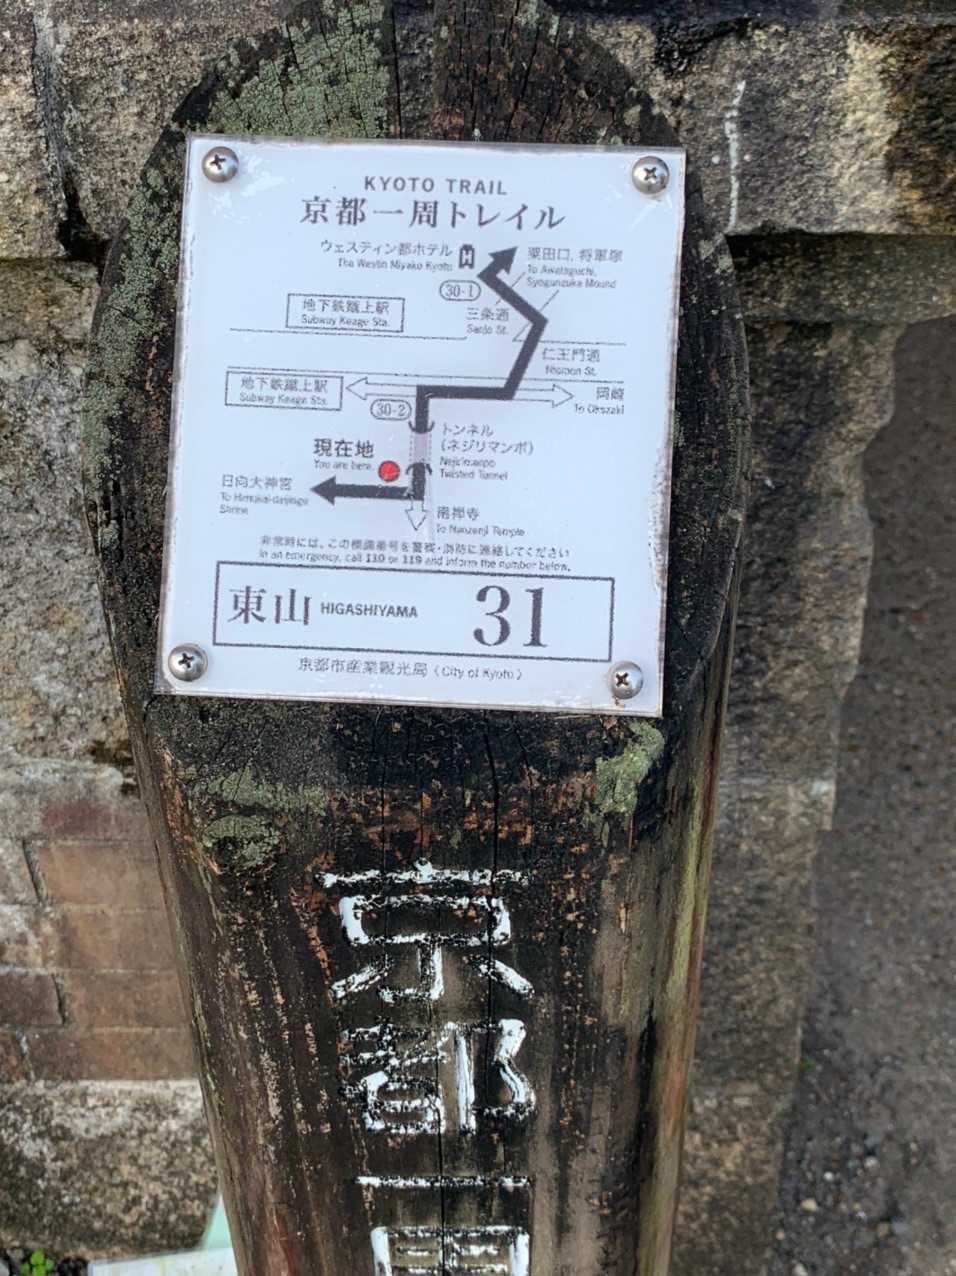 KYOTO TRAIL
京都一周トレイル
ウェスティン都ホテル
The Westin Miyako Kyoto
粟田口、将軍塚
To Awataguchi,
Syogunzuka Mound
30-1
地下鉄蹴上駅
Subway Keage Sta.
三条通
Sanjo St.
仁王門通
Niomon St.
地下鉄蹴上駅
Subway Keage Sta.
岡崎
To Okazaki
30-2
トンネル
(ネジリマンポ)
Nejirimanpo
Twisted Tunnel
現在地
You are here.
日向大神宮
To Himukai-daijingu
Shrine
南禅寺
To Nanzenji Temple
非常時には、この標識番号を警察・消防に連絡してください
In an emergency, call 110 or 119 and inform the number below.
東山 HIGASHIYAMA 31
京都市産業観光局 (City of Kyoto)
京都一周